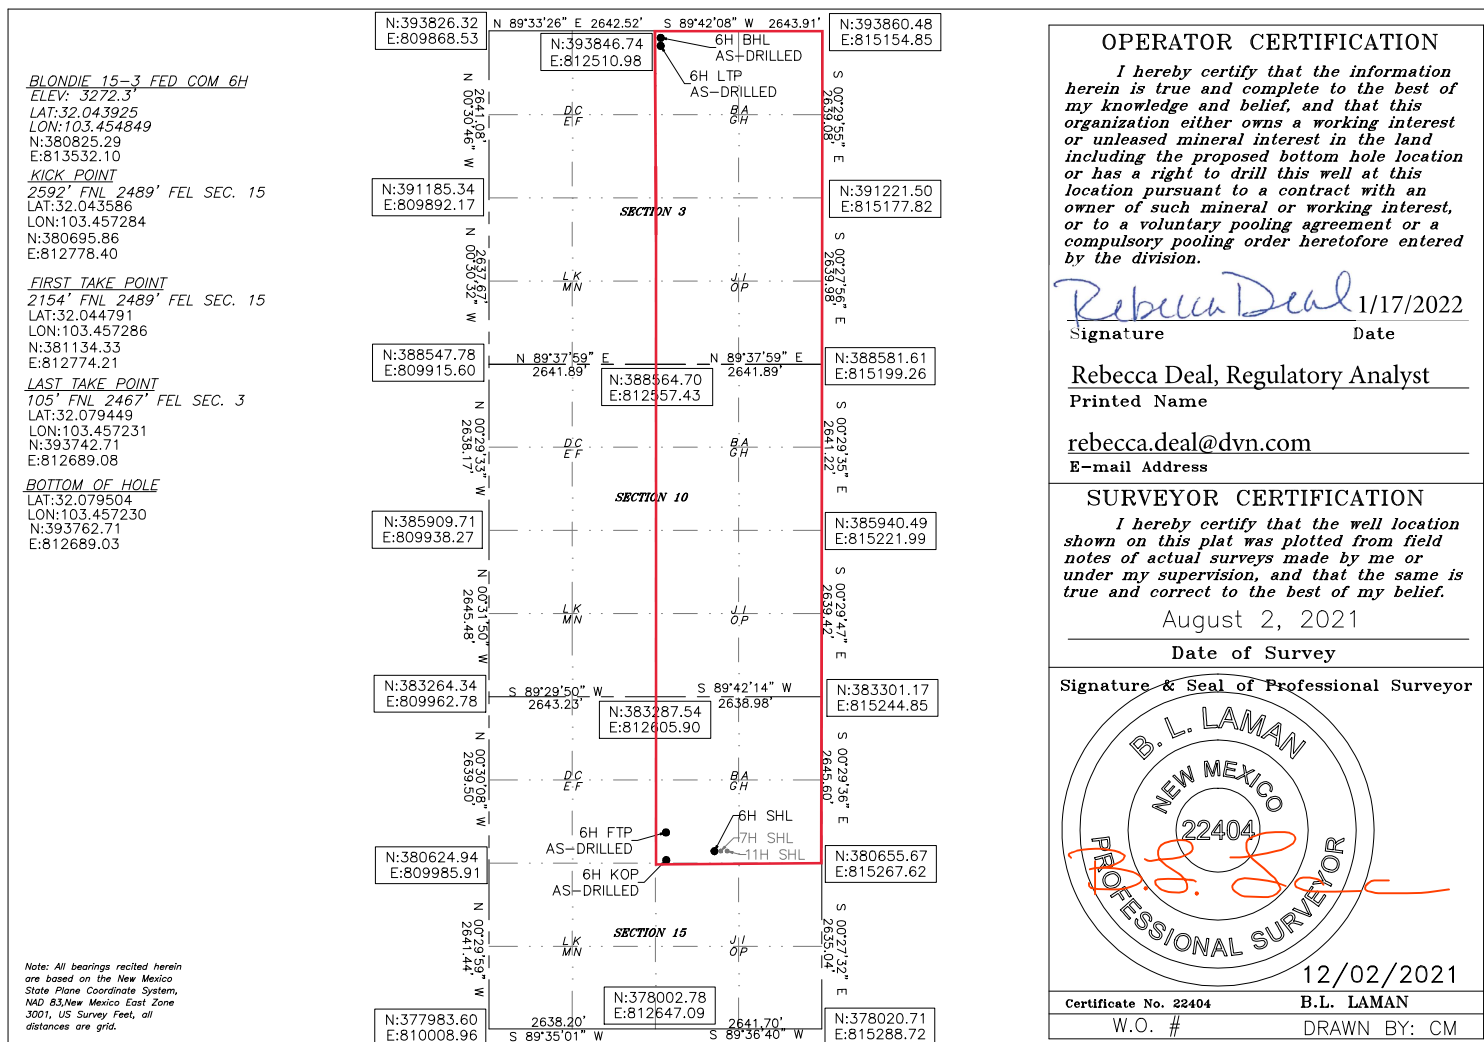 BLONDIE 15-3 FED COM 6H
ELEV: 3272.3'
LAT:32.043925
LON:103.454849
N:380825.29
E:813532.10
KICK POINT
2592' FNL 2489' FEL SEC. 15
LAT:32.043586
LON:103.457284
N:380695.86
E:812778.40
FIRST TAKE POINT
2154' FNL 2489' FEL SEC. 15
LAT:32.044791
LON:103.457286
N:381134.33
E:812774.21
LAST TAKE POINT
105' FNL 2467' FEL SEC. 3
LAT:32.079449
LON:103.457231
N:393742.71
E:812689.08
BOTTOM OF HOLE
LAT:32.079504
LON:103.457230
N:393762.71
E:812689.03
Note: All bearings recited herein
are based on the New Mexico
State Plane Coordinate System,
NAD 83,New Mexico East Zone
3001, US Survey Feet, all
distances are grid.
N:393826.32
E:809868.53
N 89°33'26" E 2642.52'
S 89°42'08" W 2643.91'
N:393860.48
E:815154.85
N:393846.74
E:812510.98
6H BHL
AS-DRILLED
6H LTP
AS-DRILLED
N 00°30'46" W
2641.08'
D C
E F
B A
G H
S 00°29'55" E
2639.08'
N:391185.34
E:809892.17
SECTION 3
N:391221.50
E:815177.82
N 00°30'32" W
2637.67'
L K
M N
J I
O P
S 00°27'56" E
2639.98'
N:388547.78
E:809915.60
N 89°37'59" E
2641.89'
N 89°37'59" E
2641.89'
N:388581.61
E:815199.26
N:388564.70
E:812557.43
N 00°29'33" W
2638.17'
D C
E F
B A
G H
S 00°29'35" E
2641.22'
SECTION 10
N:385909.71
E:809938.27
N:385940.49
E:815221.99
N 00°31'50" W
2645.48'
L K
M N
J I
O P
S 00°29'47" E
2639.42'
N:383264.34
E:809962.78
S 89°29'50" W
2643.23'
S 89°42'14" W
2638.98'
N:383301.17
E:815244.85
N:383287.54
E:812605.90
N 00°30'08" W
2639.50'
D C
E F
B A
G H
S 00°29'36" E
2645.60'
6H FTP
AS-DRILLED
6H SHL
7H SHL
11H SHL
N:380624.94
E:809985.91
6H KOP
AS-DRILLED
N:380655.67
E:815267.62
N 00°29'59" W
2641.44'
SECTION 15
L K
M N
J I
O P
S 00°27'32" E
2635.04'
N:378002.78
E:812647.09
N:377983.60
E:810008.96
2638.20'
S 89°35'01" W
2641.70'
S 89°36'40" W
N:378020.71
E:815288.72
OPERATOR CERTIFICATION
I hereby certify that the information
herein is true and complete to the best of
my knowledge and belief, and that this
organization either owns a working interest
or unleased mineral interest in the land
including the proposed bottom hole location
or has a right to drill this well at this
location pursuant to a contract with an
owner of such mineral or working interest,
or to a voluntary pooling agreement or a
compulsory pooling order heretofore entered
by the division.
Rebecca Deal 1/17/2022
Signature Date
Rebecca Deal, Regulatory Analyst
Printed Name
rebecca.deal@dvn.com
E-mail Address
SURVEYOR CERTIFICATION
I hereby certify that the well location
shown on this plat was plotted from field
notes of actual surveys made by me or
under my supervision, and that the same is
true and correct to the best of my belief.
August 2, 2021
Date of Survey
Signature & Seal of Professional Surveyor
B. L. LAMAN
NEW MEXICO
22404
PROFESSIONAL SURVEYOR
12/02/2021
Certificate No. 22404 B.L. LAMAN
W.O. # DRAWN BY: CM